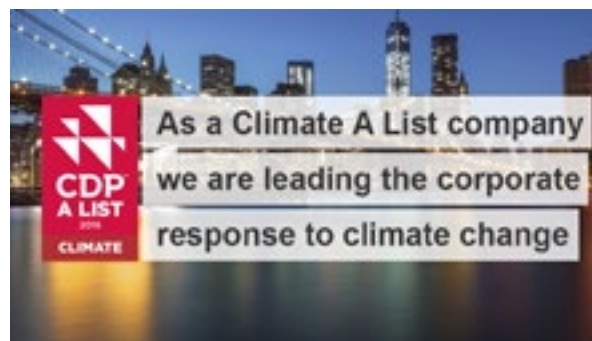 CDP
A LIST
CLIMATE
As a Climate A List company
we are leading the corporate
response to climate change